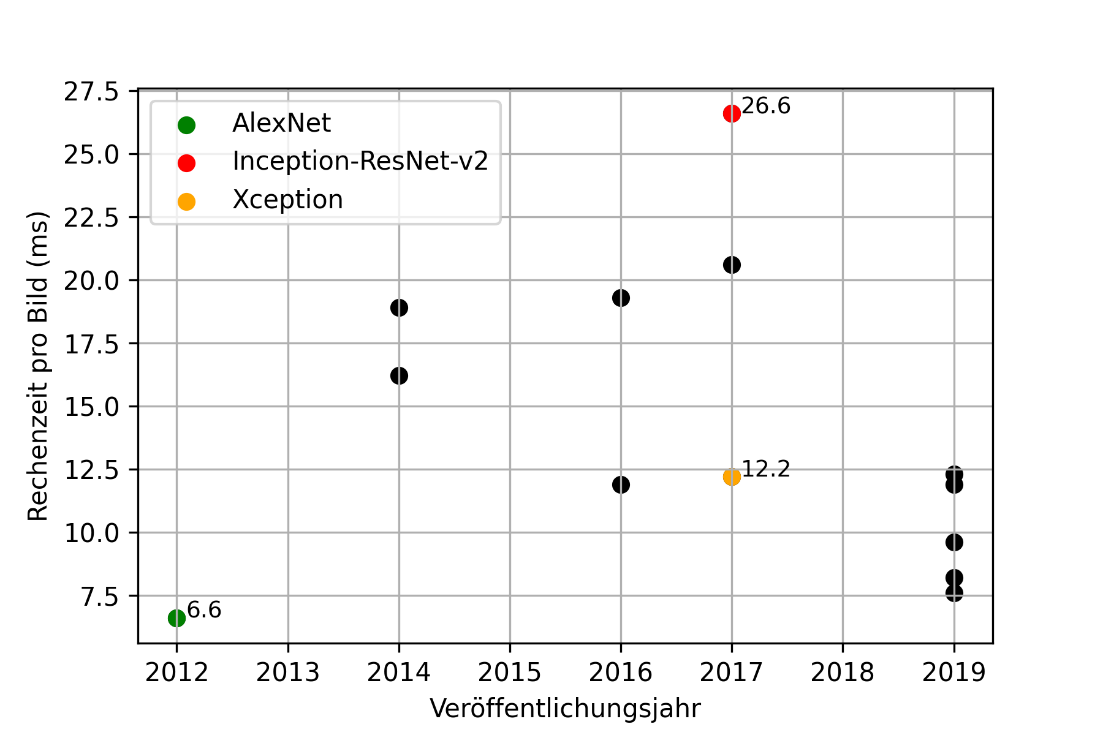 AlexNet
Inception-ResNet-v2
Xception
27.5
25.0
22.5
20.0
17.5
15.0
12.5
10.0
7.5
Rechenzeit pro Bild (ms)
26.6
12.2
6.6
2012 2013 2014 2015 2016 2017 2018 2019
Veröffentlichungsjahr